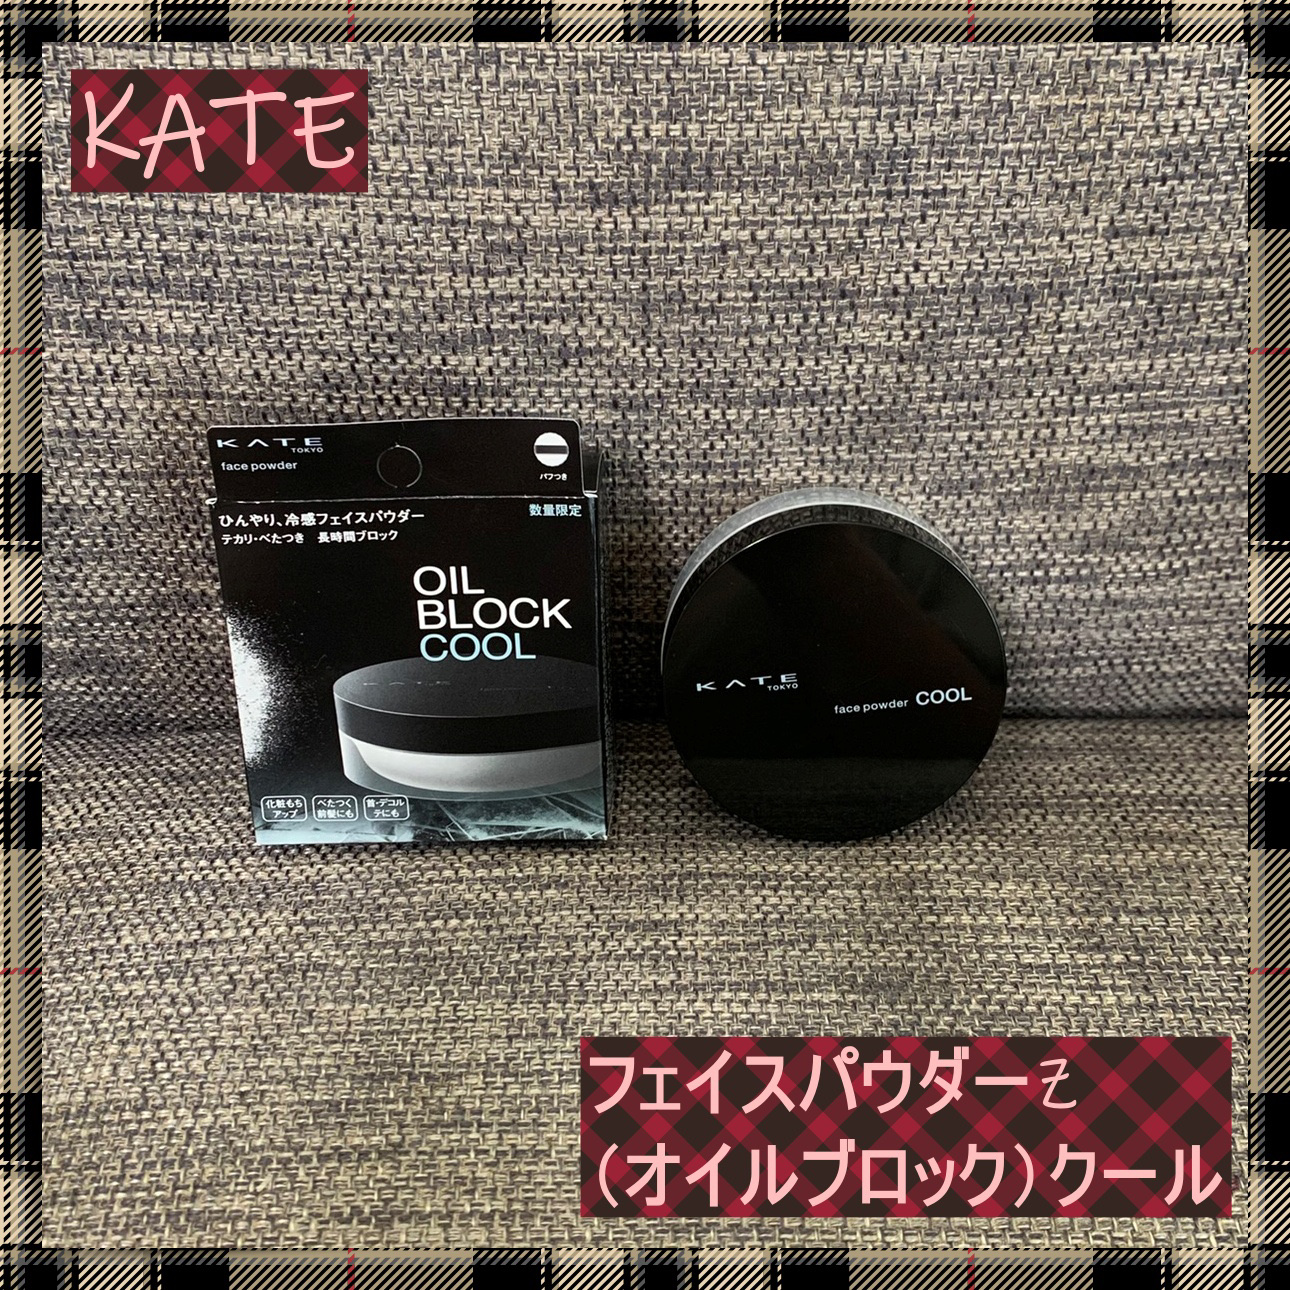 KATE
KATE
TOKYO
face powder
パフつき
ひんやり、冷感フェイスパウダー
数量限定
テカリ・べたつき 長時間ブロック
OIL
BLOCK
COOL
化粧もち
アップ
べたつく
前髪にも
首・デコル
テにも
KATE
TOKYO
face powder COOL
フェイスパウダーZ
(オイルブロック)クール